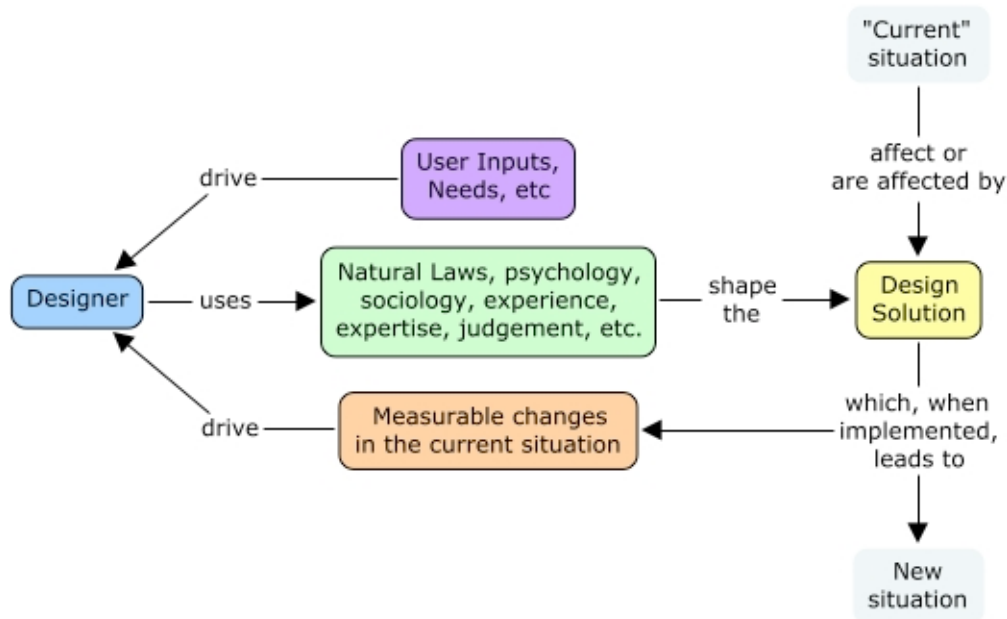 "Current"
situation
affect or
are affected by
User Inputs,
Needs, etc
drive
Designer
uses
Natural Laws, psychology,
sociology, experience,
expertise, judgement, etc.
shape
the
Design
Solution
which, when
implemented,
leads to
Measurable changes
in the current situation
drive
New
situation